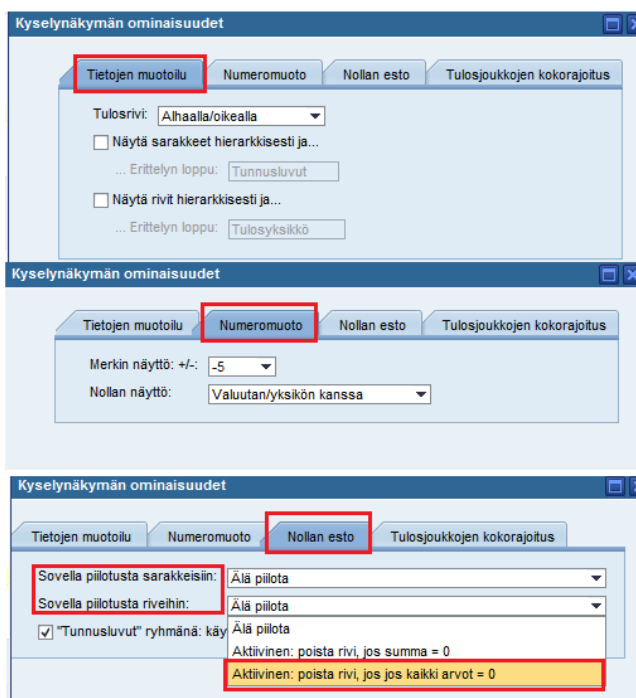 Kyselynäkymän ominaisuudet
Tietojen muotoilu Numeromuoto Nollan esto Tulosjoukkojen kokorajoitus
Tulosrivi: Alhaalla/oikealla
Näytä sarakkeet hierarkkisesti ja...
... Erittelyn loppu: Tunnusluvut
Näytä rivit hierarkkisesti ja...
... Erittelyn loppu: Tulosyksikkö
Kyselynäkymän ominaisuudet
Tietojen muotoilu Numeromuoto Nollan esto Tulosjoukkojen kokorajoitus
Merkin näyttö: +/-: -5
Nollan näyttö: Valuutan/yksikön kanssa
Kyselynäkymän ominaisuudet
Tietojen muotoilu Numeromuoto Nollan esto Tulosjoukkojen kokorajoitus
Sovella piilotusta sarakkeisiin: Älä piilota
Sovella piilotusta riveihin: Älä piilota
"Tunnusluvut" ryhmänä: käy Älä piilota
Aktiivinen: poista rivi, jos summa = 0
Aktiivinen: poista rivi, jos jos kaikki arvot = 0